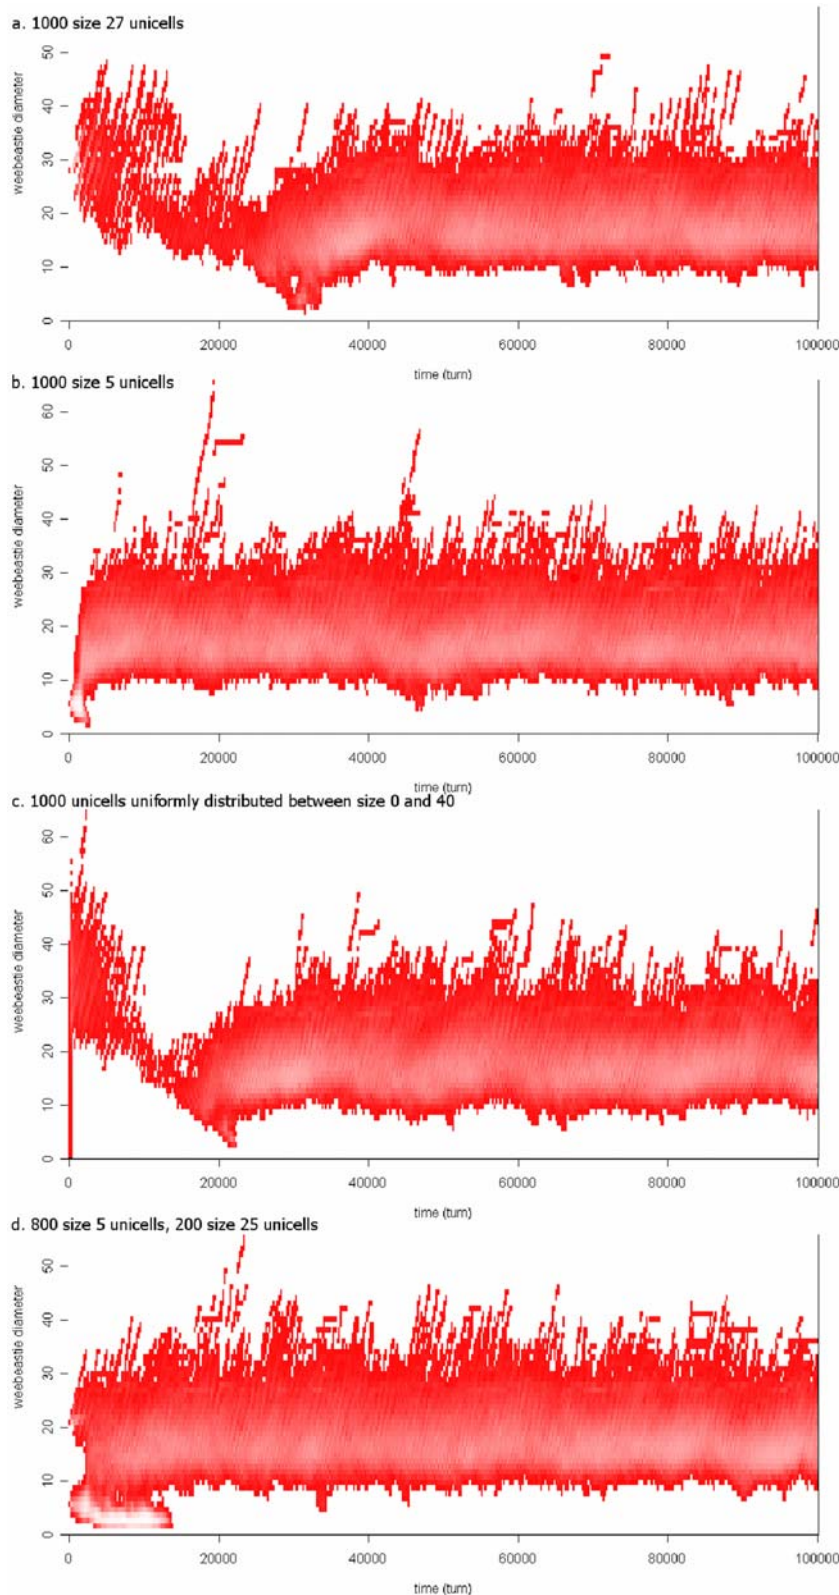 a. 1000 size 27 unicells
weebeastie diameter
50
40
30
20
10
0
0 20000 40000 60000 80000 100000
time (turn)
b. 1000 size 5 unicells
weebeastie diameter
60
50
40
30
20
10
0
0 20000 40000 60000 80000 100000
time (turn)
c. 1000 unicells uniformly distributed between size 0 and 40
weebeastie diameter
60
50
40
30
20
10
0
0 20000 40000 60000 80000 100000
time (turn)
d. 800 size 5 unicells, 200 size 25 unicells
weebeastie diameter
50
40
30
20
10
0
0 20000 40000 60000 80000 100000
time (turn)